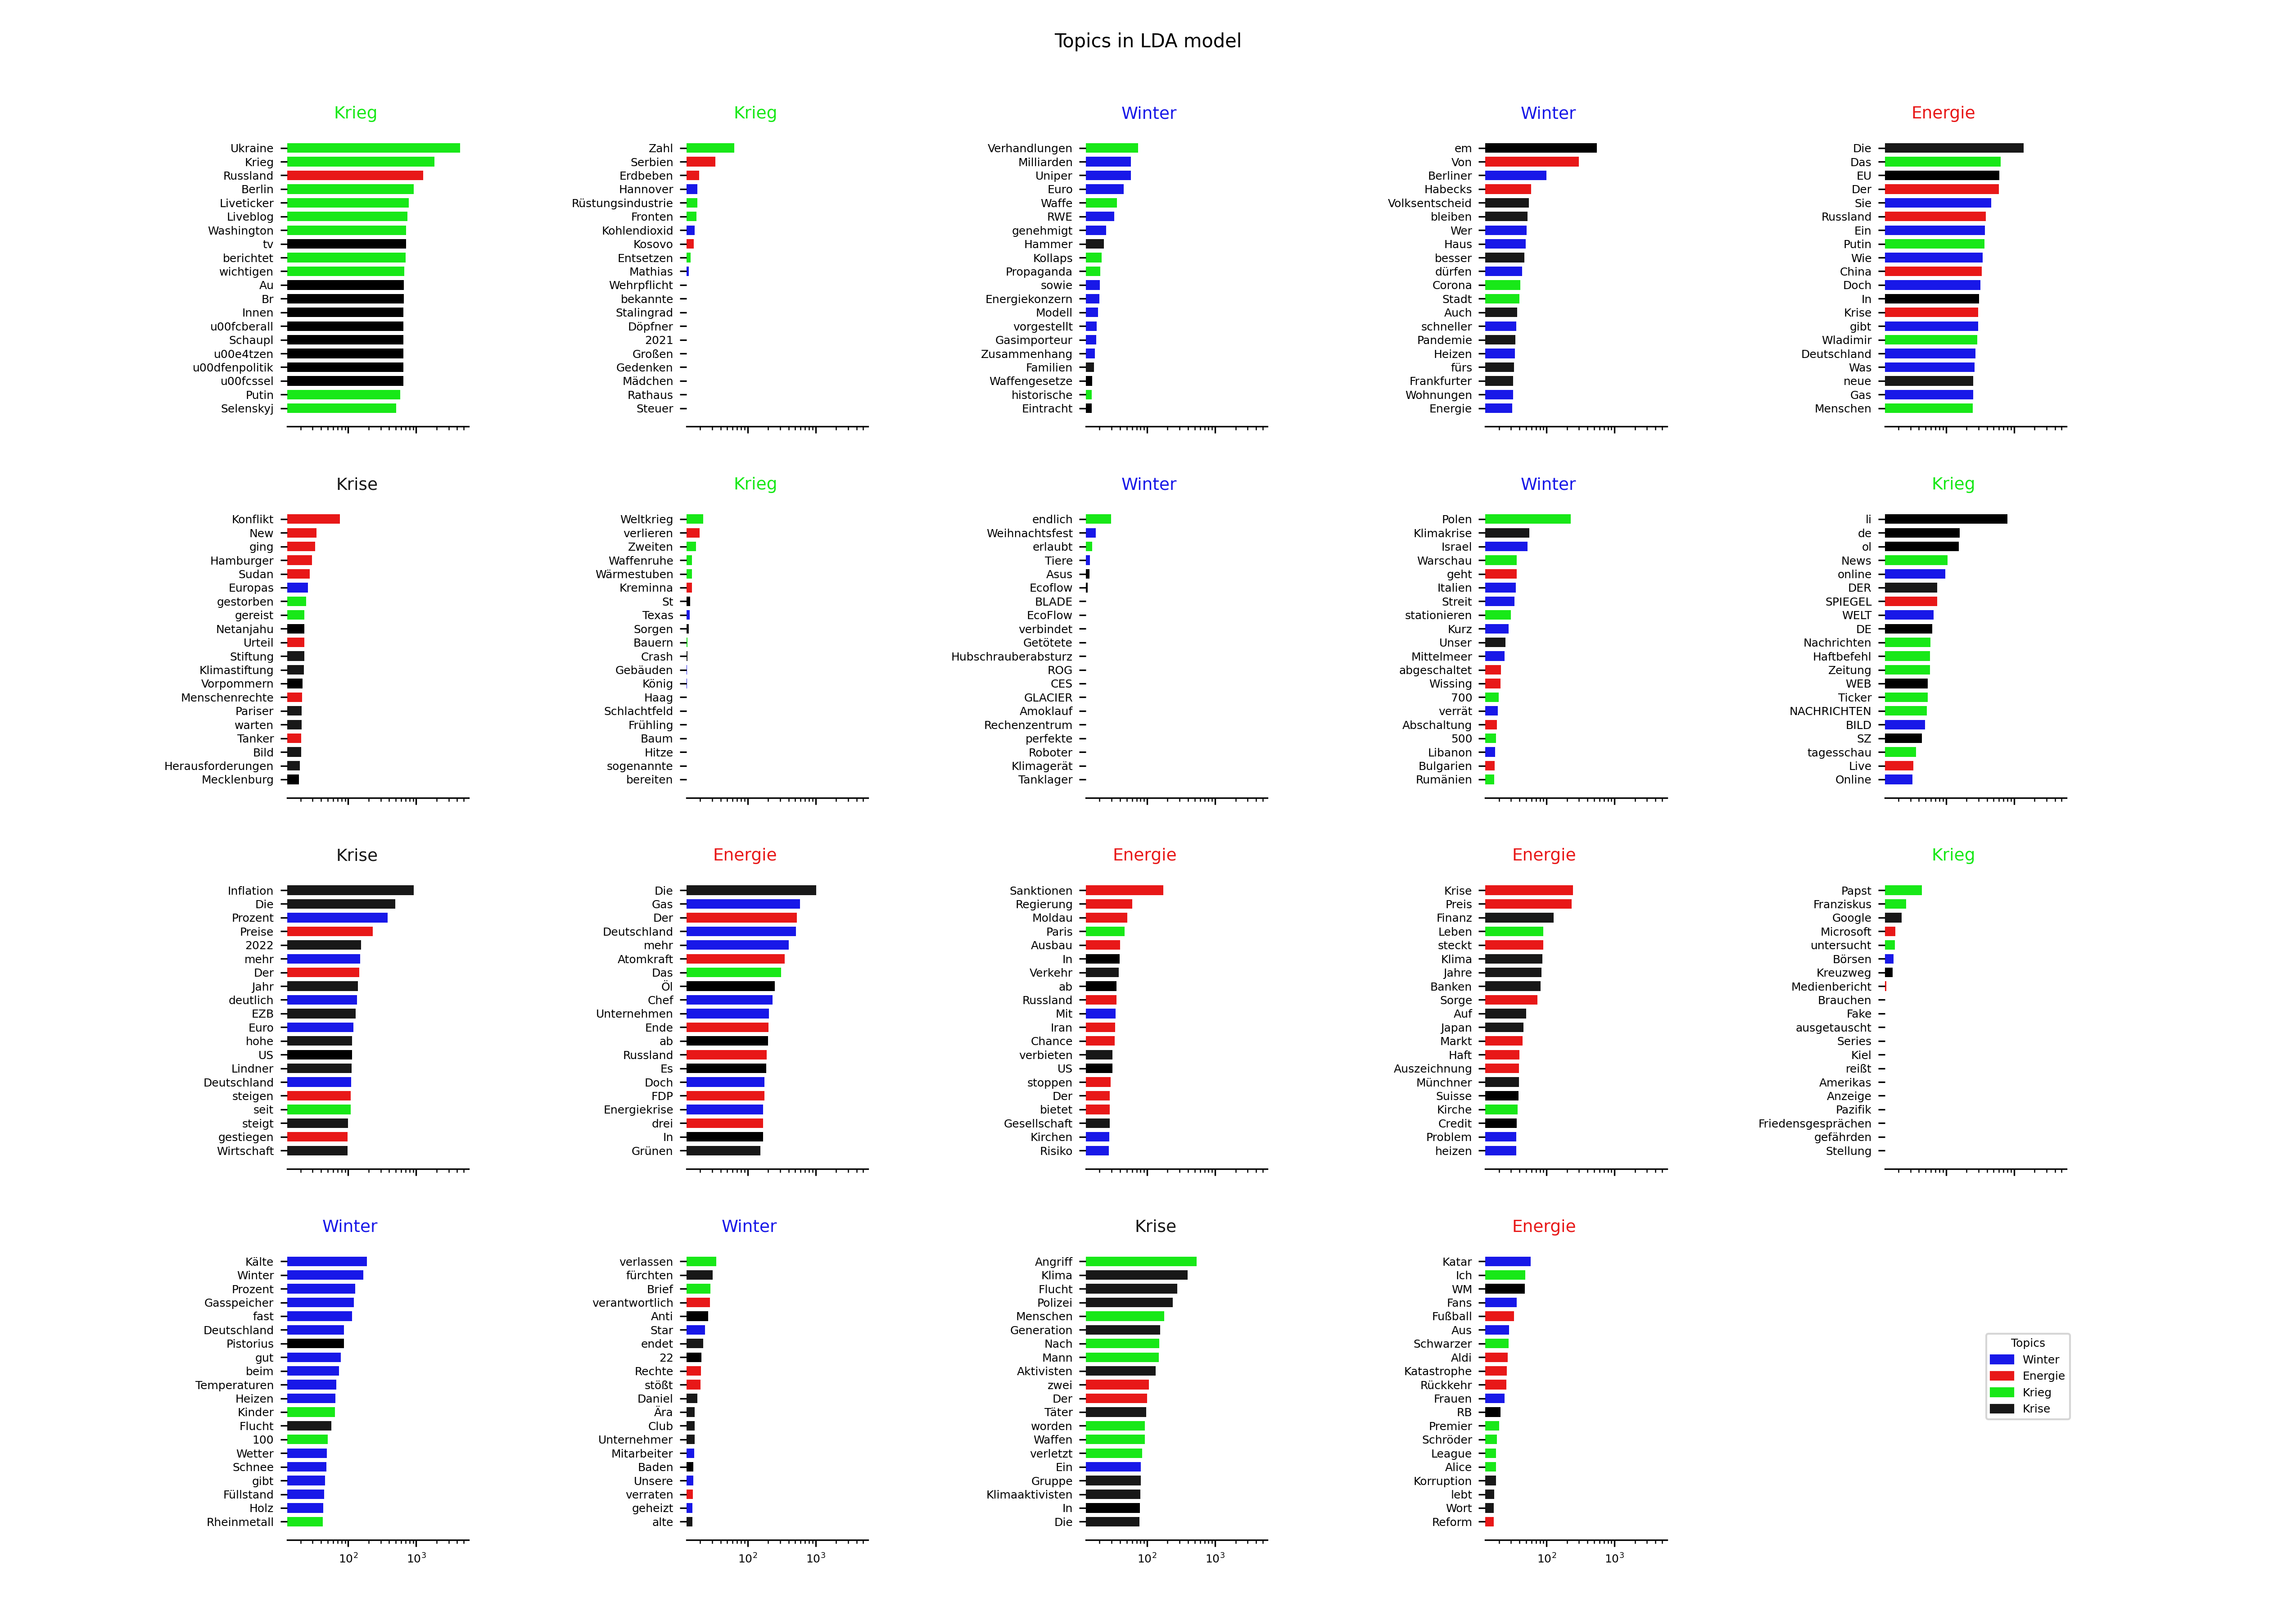 Topics in LDA model
Krieg
Ukraine
Krieg
Russland
Berlin
Liveticker
Liveblog
Washington
tv
berichtet
wichtigen
Au
Br
Innen
u00fcberall
Schaupl
u00e4tzen
u00dfenpolitik
u00fcssel
Putin
Selenskyj
Krieg
Zahl
Serbien
Erdbeben
Hannover
Rüstungsindustrie
Fronten
Kohlendioxid
Kosovo
Entsetzen
Mathias
Wehrpflicht
bekannte
Stalingrad
Döpfner
2021
Großen
Gedenken
Mädchen
Rathaus
Steuer
Winter
Verhandlungen
Milliarden
Uniper
Euro
Waffe
RWE
genehmigt
Hammer
Kollaps
Propaganda
sowie
Energiekonzern
Modell
vorgestellt
Gasimporteur
Zusammenhang
Familien
Waffengesetze
historische
Eintracht
Winter
em
Von
Berliner
Habecks
Volksentscheid
bleiben
Wer
Haus
besser
dürfen
Corona
Stadt
Auch
schneller
Pandemie
Heizen
fürs
Frankfurter
Wohnungen
Energie
Energie
Die
Das
EU
Der
Sie
Russland
Ein
Putin
Wie
China
Doch
In
Krise
gibt
Wladimir
Deutschland
Was
neue
Gas
Menschen
Krise
Konflikt
New
ging
Hamburger
Sudan
Europas
gestorben
gereist
Netanjahu
Urteil
Stiftung
Klimastiftung
Vorpommern
Menschenrechte
Pariser
warten
Tanker
Bild
Herausforderungen
Mecklenburg
Krieg
Weltkrieg
verlieren
Zweiten
Waffenruhe
Wärmestuben
Kreminna
St
Texas
Sorgen
Bauern
Crash
Gebäuden
König
Haag
Schlachtfeld
Frühling
Baum
Hitze
sogenannte
bereiten
Winter
endlich
Weihnachtsfest
erlaubt
Tiere
Asus
Ecoflow
BLADE
EcoFlow
verbindet
Getötete
Hubschrauberabsturz
ROG
CES
GLACIER
Amoklauf
Rechenzentrum
perfekte
Roboter
Klimagerät
Tanklager
Winter
Polen
Klimakrise
Israel
Warschau
geht
Italien
Streit
stationieren
Kurz
Unser
Mittelmeer
abgeschaltet
Wissing
700
verrät
Abschaltung
500
Libanon
Bulgarien
Rumänien
Krieg
li
de
ol
News
online
DER
SPIEGEL
WELT
DE
Nachrichten
Haftbefehl
Zeitung
WEB
Ticker
NACHRICHTEN
BILD
SZ
tagesschau
Live
Online
Krise
Inflation
Die
Prozent
Preise
2022
mehr
Der
Jahr
deutlich
EZB
Euro
hohe
US
Lindner
Deutschland
steigen
seit
steigt
gestiegen
Wirtschaft
Energie
Die
Gas
Der
Deutschland
mehr
Atomkraft
Das
Öl
Chef
Unternehmen
Ende
ab
Russland
Es
Doch
FDP
Energiekrise
drei
In
Grünen
Energie
Sanktionen
Regierung
Moldau
Paris
Ausbau
In
Verkehr
ab
Russland
Mit
Iran
Chance
verbieten
US
stoppen
Der
bietet
Gesellschaft
Kirchen
Risiko
Energie
Krise
Preis
Finanz
Leben
steckt
Klima
Jahre
Banken
Sorge
Auf
Japan
Markt
Haft
Auszeichnung
Münchner
Suisse
Kirche
Credit
Problem
heizen
Krieg
Papst
Franziskus
Google
Microsoft
untersucht
Börsen
Kreuzweg
Medienbericht
Brauchen
Fake
ausgetauscht
Series
Kiel
reißt
Amerikas
Anzeige
Pazifik
Friedensgesprächen
gefährden
Stellung
Winter
Kälte
Winter
Prozent
Gasspeicher
fast
Deutschland
Pistorius
gut
beim
Temperaturen
Heizen
Kinder
Flucht
100
Wetter
Schnee
gibt
Füllstand
Holz
Rheinmetall
10² 10³
Winter
verlassen
fürchten
Brief
verantwortlich
Anti
Star
endet
22
Rechte
stößt
Daniel
Ära
Club
Unternehmer
Mitarbeiter
Baden
Unsere
verraten
geheizt
alte
10² 10³
Krise
Angriff
Klima
Flucht
Polizei
Menschen
Generation
Nach
Mann
Aktivisten
zwei
Der
Täter
worden
Waffen
verletzt
Ein
Gruppe
Klimaaktivisten
In
Die
10² 10³
Energie
Katar
Ich
WM
Fans
Fußball
Aus
Schwarzer
Aldi
Katastrophe
Rückkehr
Frauen
RB
Premier
Schröder
League
Alice
Korruption
lebt
Wort
Reform
10² 10³
Topics
Winter
Energie
Krieg
Krise